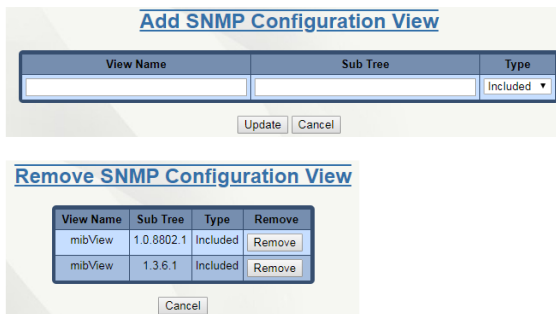 Add SNMP Configuration View
View Name Sub Tree Type
Included
Update Cancel
Remove SNMP Configuration View
View Name Sub Tree Type Remove
mibView 1.0.8802.1 Included Remove
mibView 1.3.6.1 Included Remove
Cancel